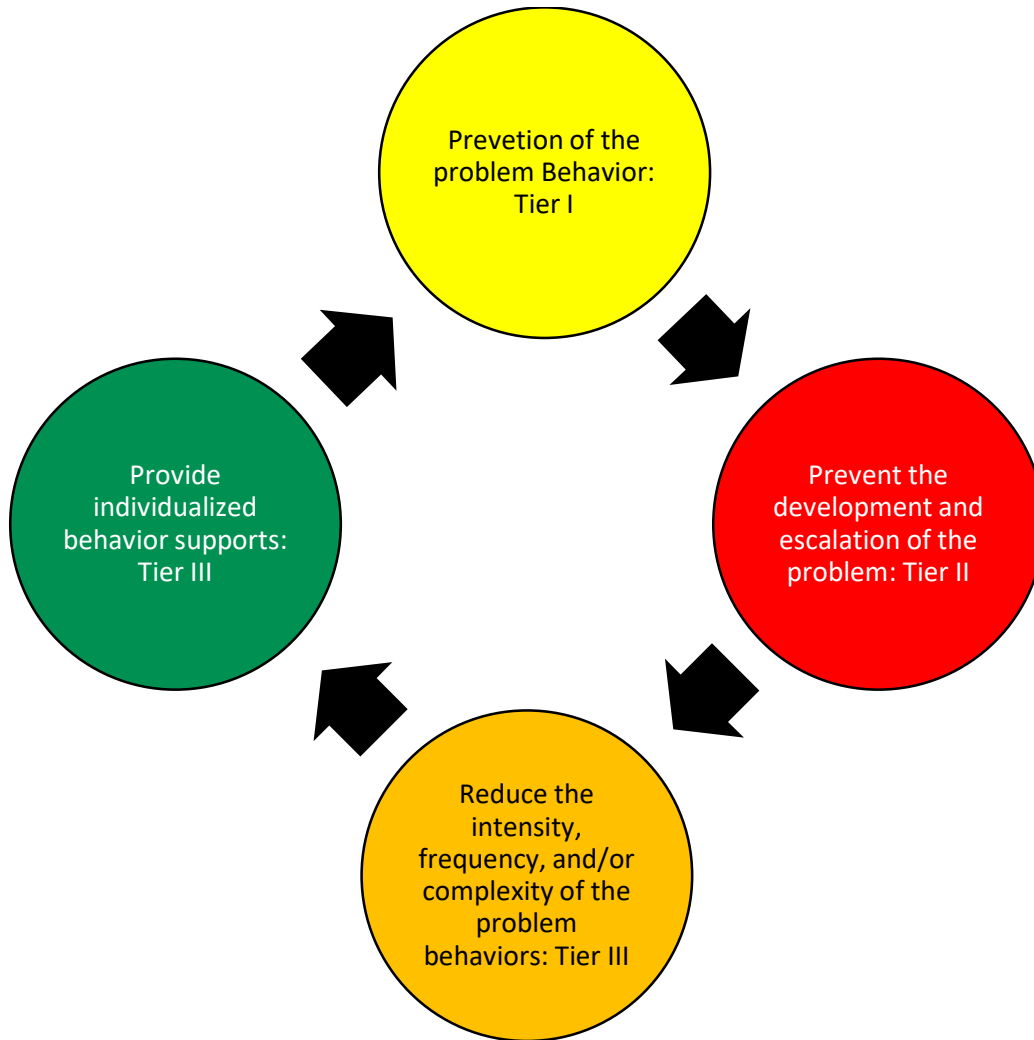 Prevetion of the
problem Behavior:
Tier I
Prevent the
development and
escalation of the
problem: Tier II
Reduce the
intensity,
frequency, and/or
complexity of the
problem
behaviors: Tier III
Provide
individualized
behavior supports:
Tier III